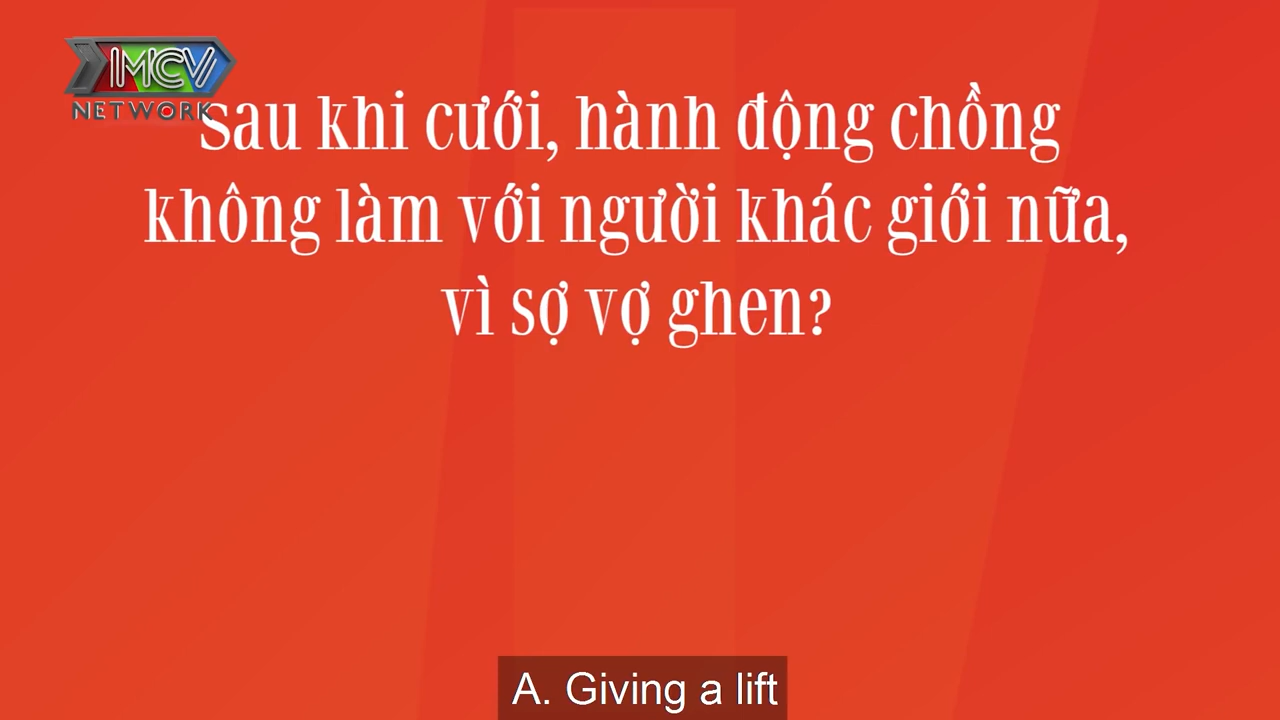 MCV
NETWORK
Sau khi cưới, hành động chồng
không làm với người khác giới nữa,
vì sợ vợ ghen?
A. Giving a lift